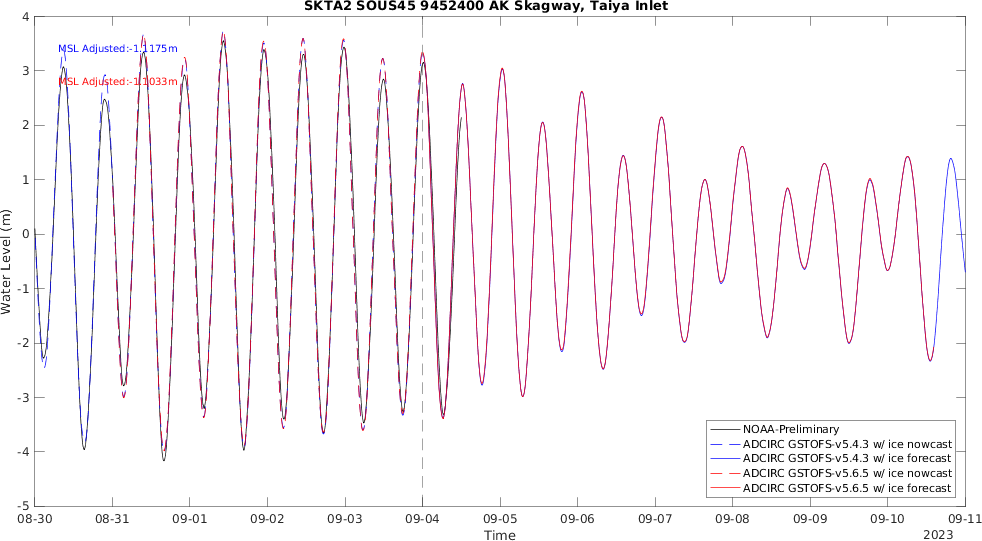 SKTA2 SOUS45 9452400 AK Skagway, Taiya Inlet
4
MSL Adjusted:-1.1175m
3
MSL Adjusted:-1.1033m
2
1
0
-1
-2
-3
-4
-5
Water Level (m)
NOAA-Preliminary
ADCIRC GSTOFS-v5.4.3 w/ ice nowcast
ADCIRC GSTOFS-v5.4.3 w/ ice forecast
ADCIRC GSTOFS-v5.6.5 w/ ice nowcast
ADCIRC GSTOFS-v5.6.5 w/ ice forecast
08-30 08-31 09-01 09-02 09-03 09-04 09-05 09-06 09-07 09-08 09-09 09-10 09-11
Time
2023